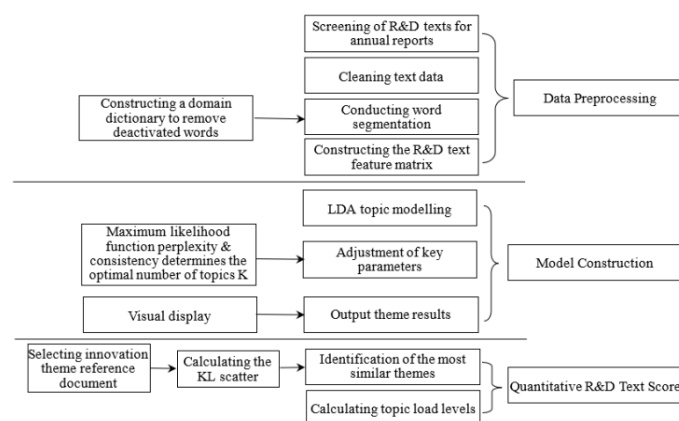 Screening of R&D texts for
annual reports
Cleaning text data
Constructing a domain
dictionary to remove
deactivated words
Conducting word
segmentation
Constructing the R&D text
feature matrix
Data Preprocessing
LDA topic modelling
Maximum likelihood
function perplexity &
consistency determines the
optimal number of topics K
Adjustment of key
parameters
Visual display
Output theme results
Model Construction
Selecting innovation
theme reference
document
Calculating the
KL scatter
Identification of the most
similar themes
Calculating topic load levels
Quantitative R&D Text Score